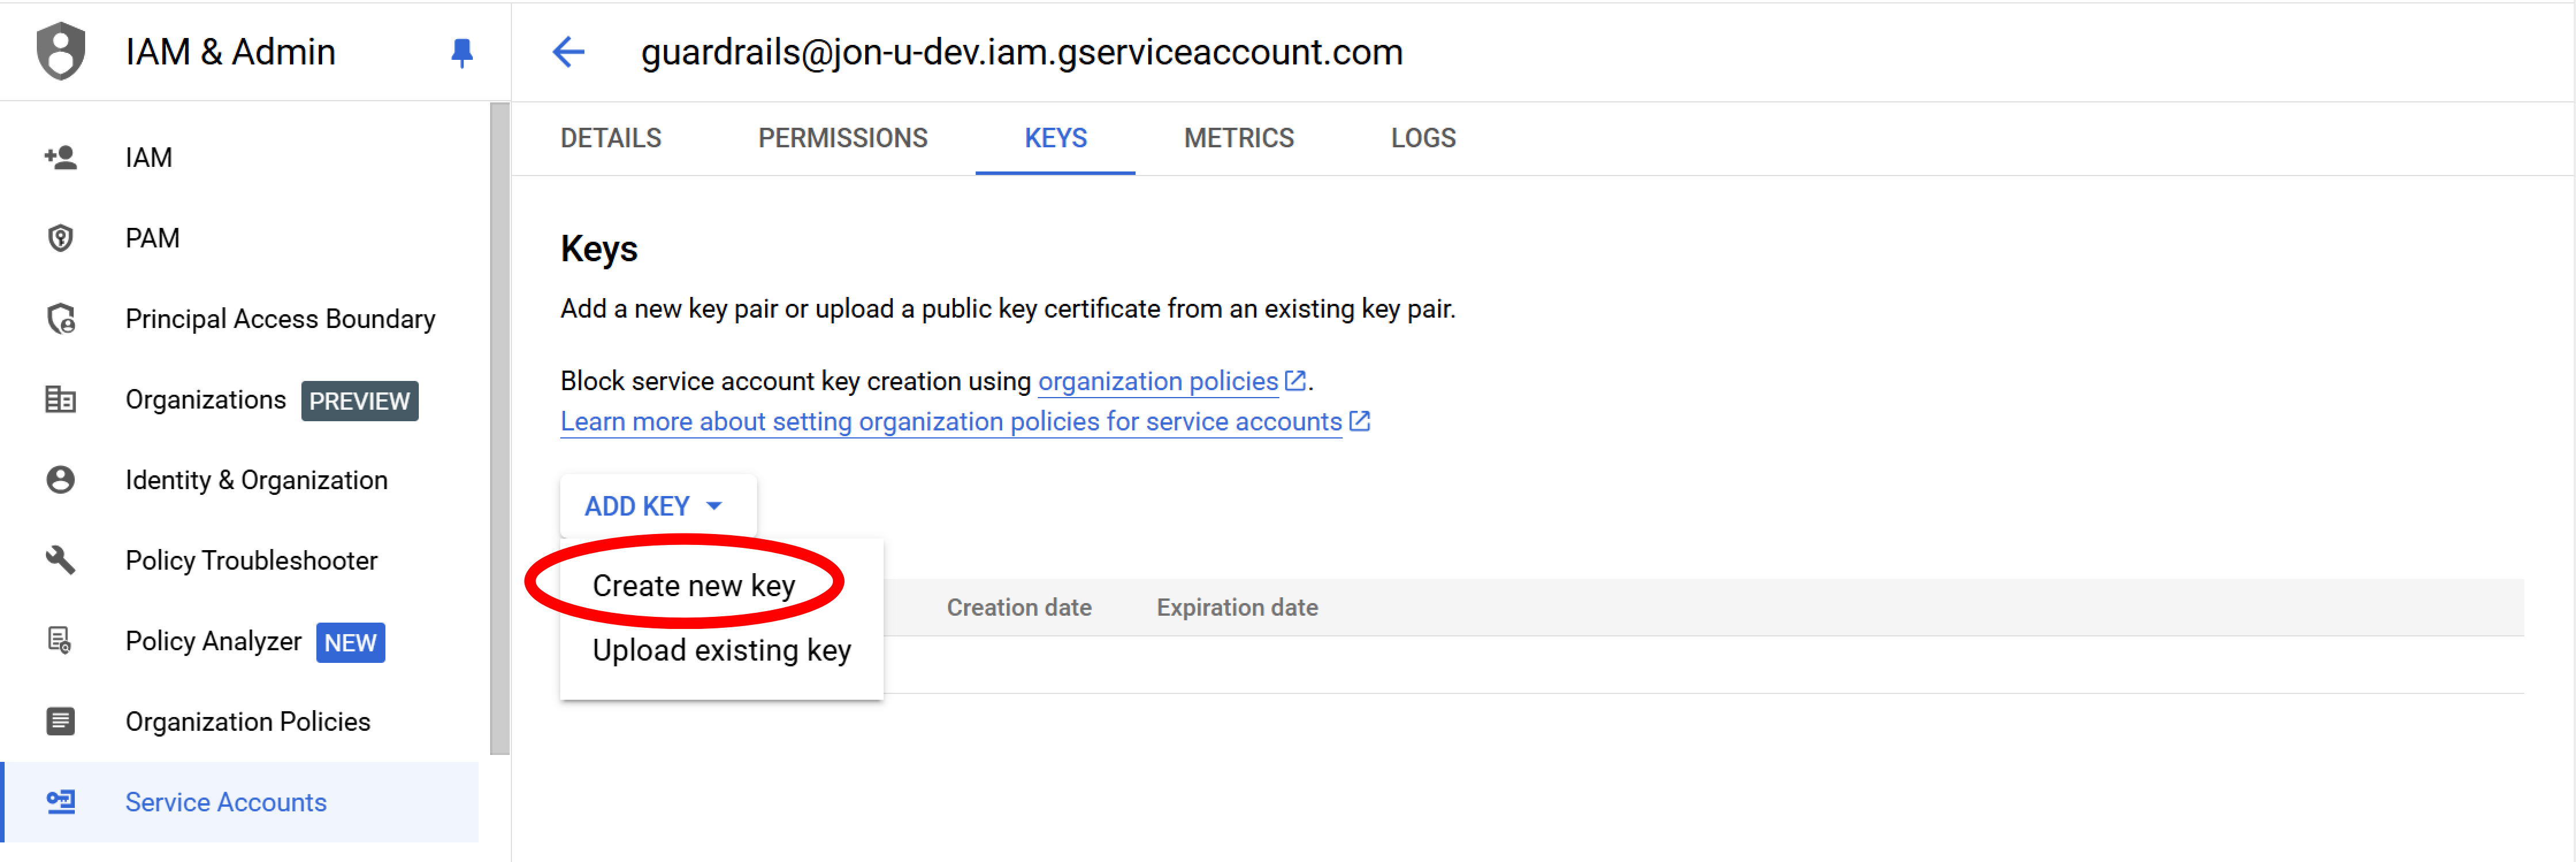 IAM & Admin
guardrails@jon-u-dev.iam.gserviceaccount.com
IAM
PAM
Principal Access Boundary
Organizations PREVIEW
Identity & Organization
Policy Troubleshooter
Policy Analyzer NEW
Organization Policies
Service Accounts
DETAILS PERMISSIONS KEYS METRICS LOGS
Keys
Add a new key pair or upload a public key certificate from an existing key pair.
Block service account key creation using organization policies.
Learn more about setting organization policies for service accounts
ADD KEY
Create new key
Upload existing key
Creation date Expiration date